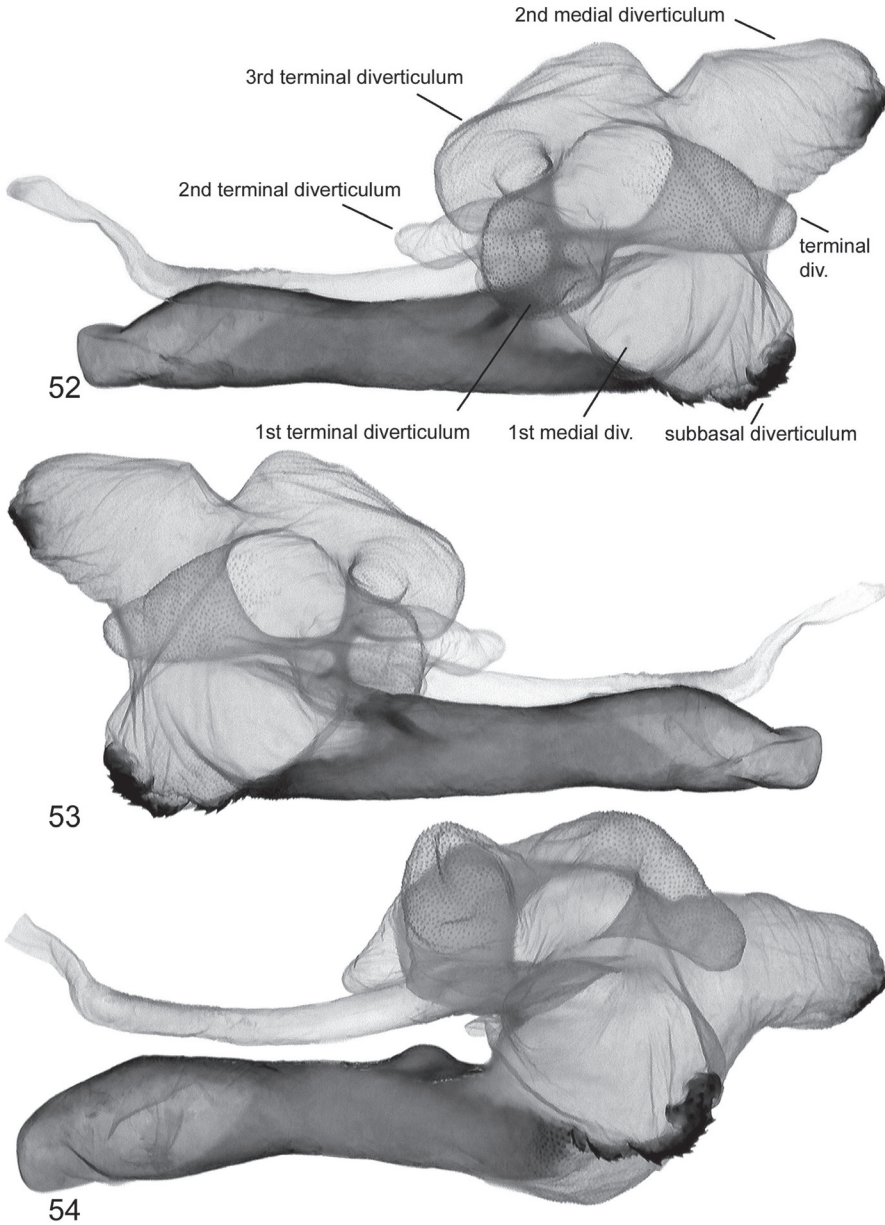 2nd medial diverticulum
3rd terminal diverticulum
2nd terminal diverticulum
terminal
div.
52
1st terminal diverticulum
1st medial div.
subbasal diverticulum
53
54